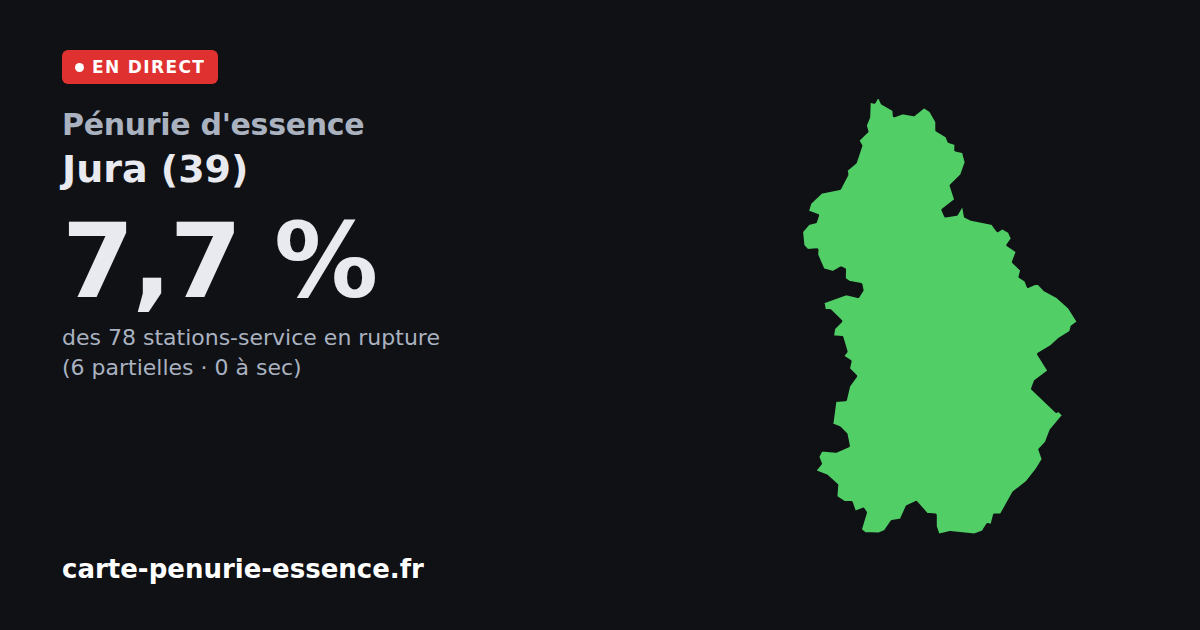 EN DIRECT
Pénurie d'essence
Jura (39)
7,7 %
des 78 stations-service en rupture
(6 partielles · 0 à sec)
carte-penurie-essence.fr